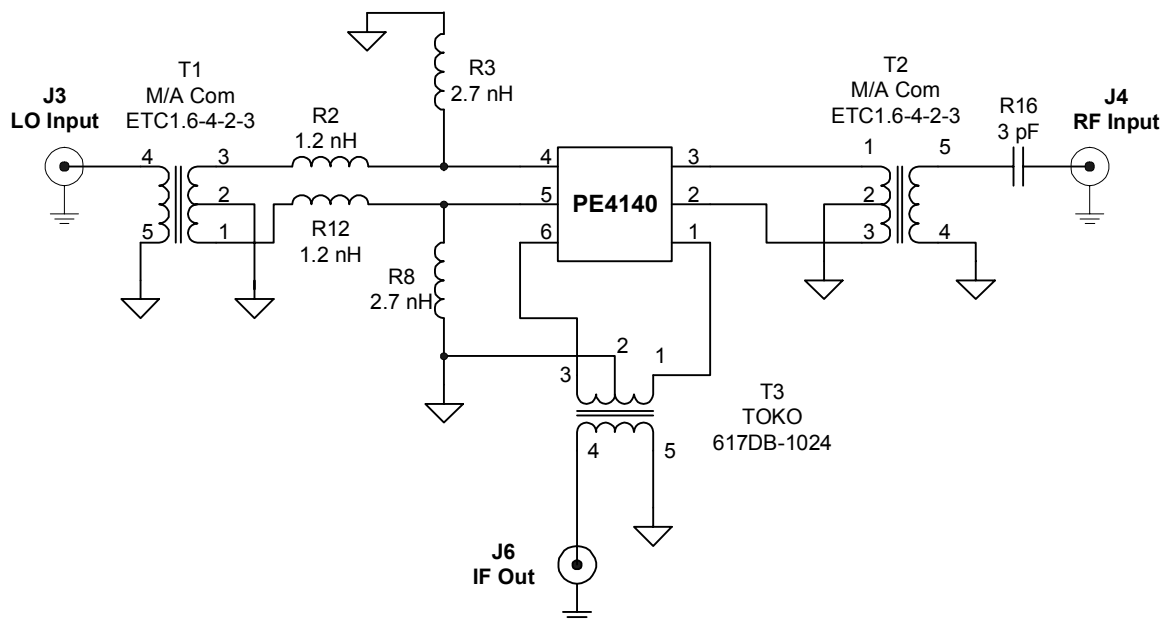 J3
LO Input
T1
M/A Com
ETC1.6-4-2-3
4
5
3
2
1
R2
1.2 nH
R12
1.2 nH
R3
2.7 nH
R8
2.7 nH
4
5
6
PE4140
3
2
1
T2
M/A Com
ETC1.6-4-2-3
1
2
3
5
4
R16
3 pF
J4
RF Input
3
2
1
4
5
T3
TOKO
617DB-1024
J6
IF Out